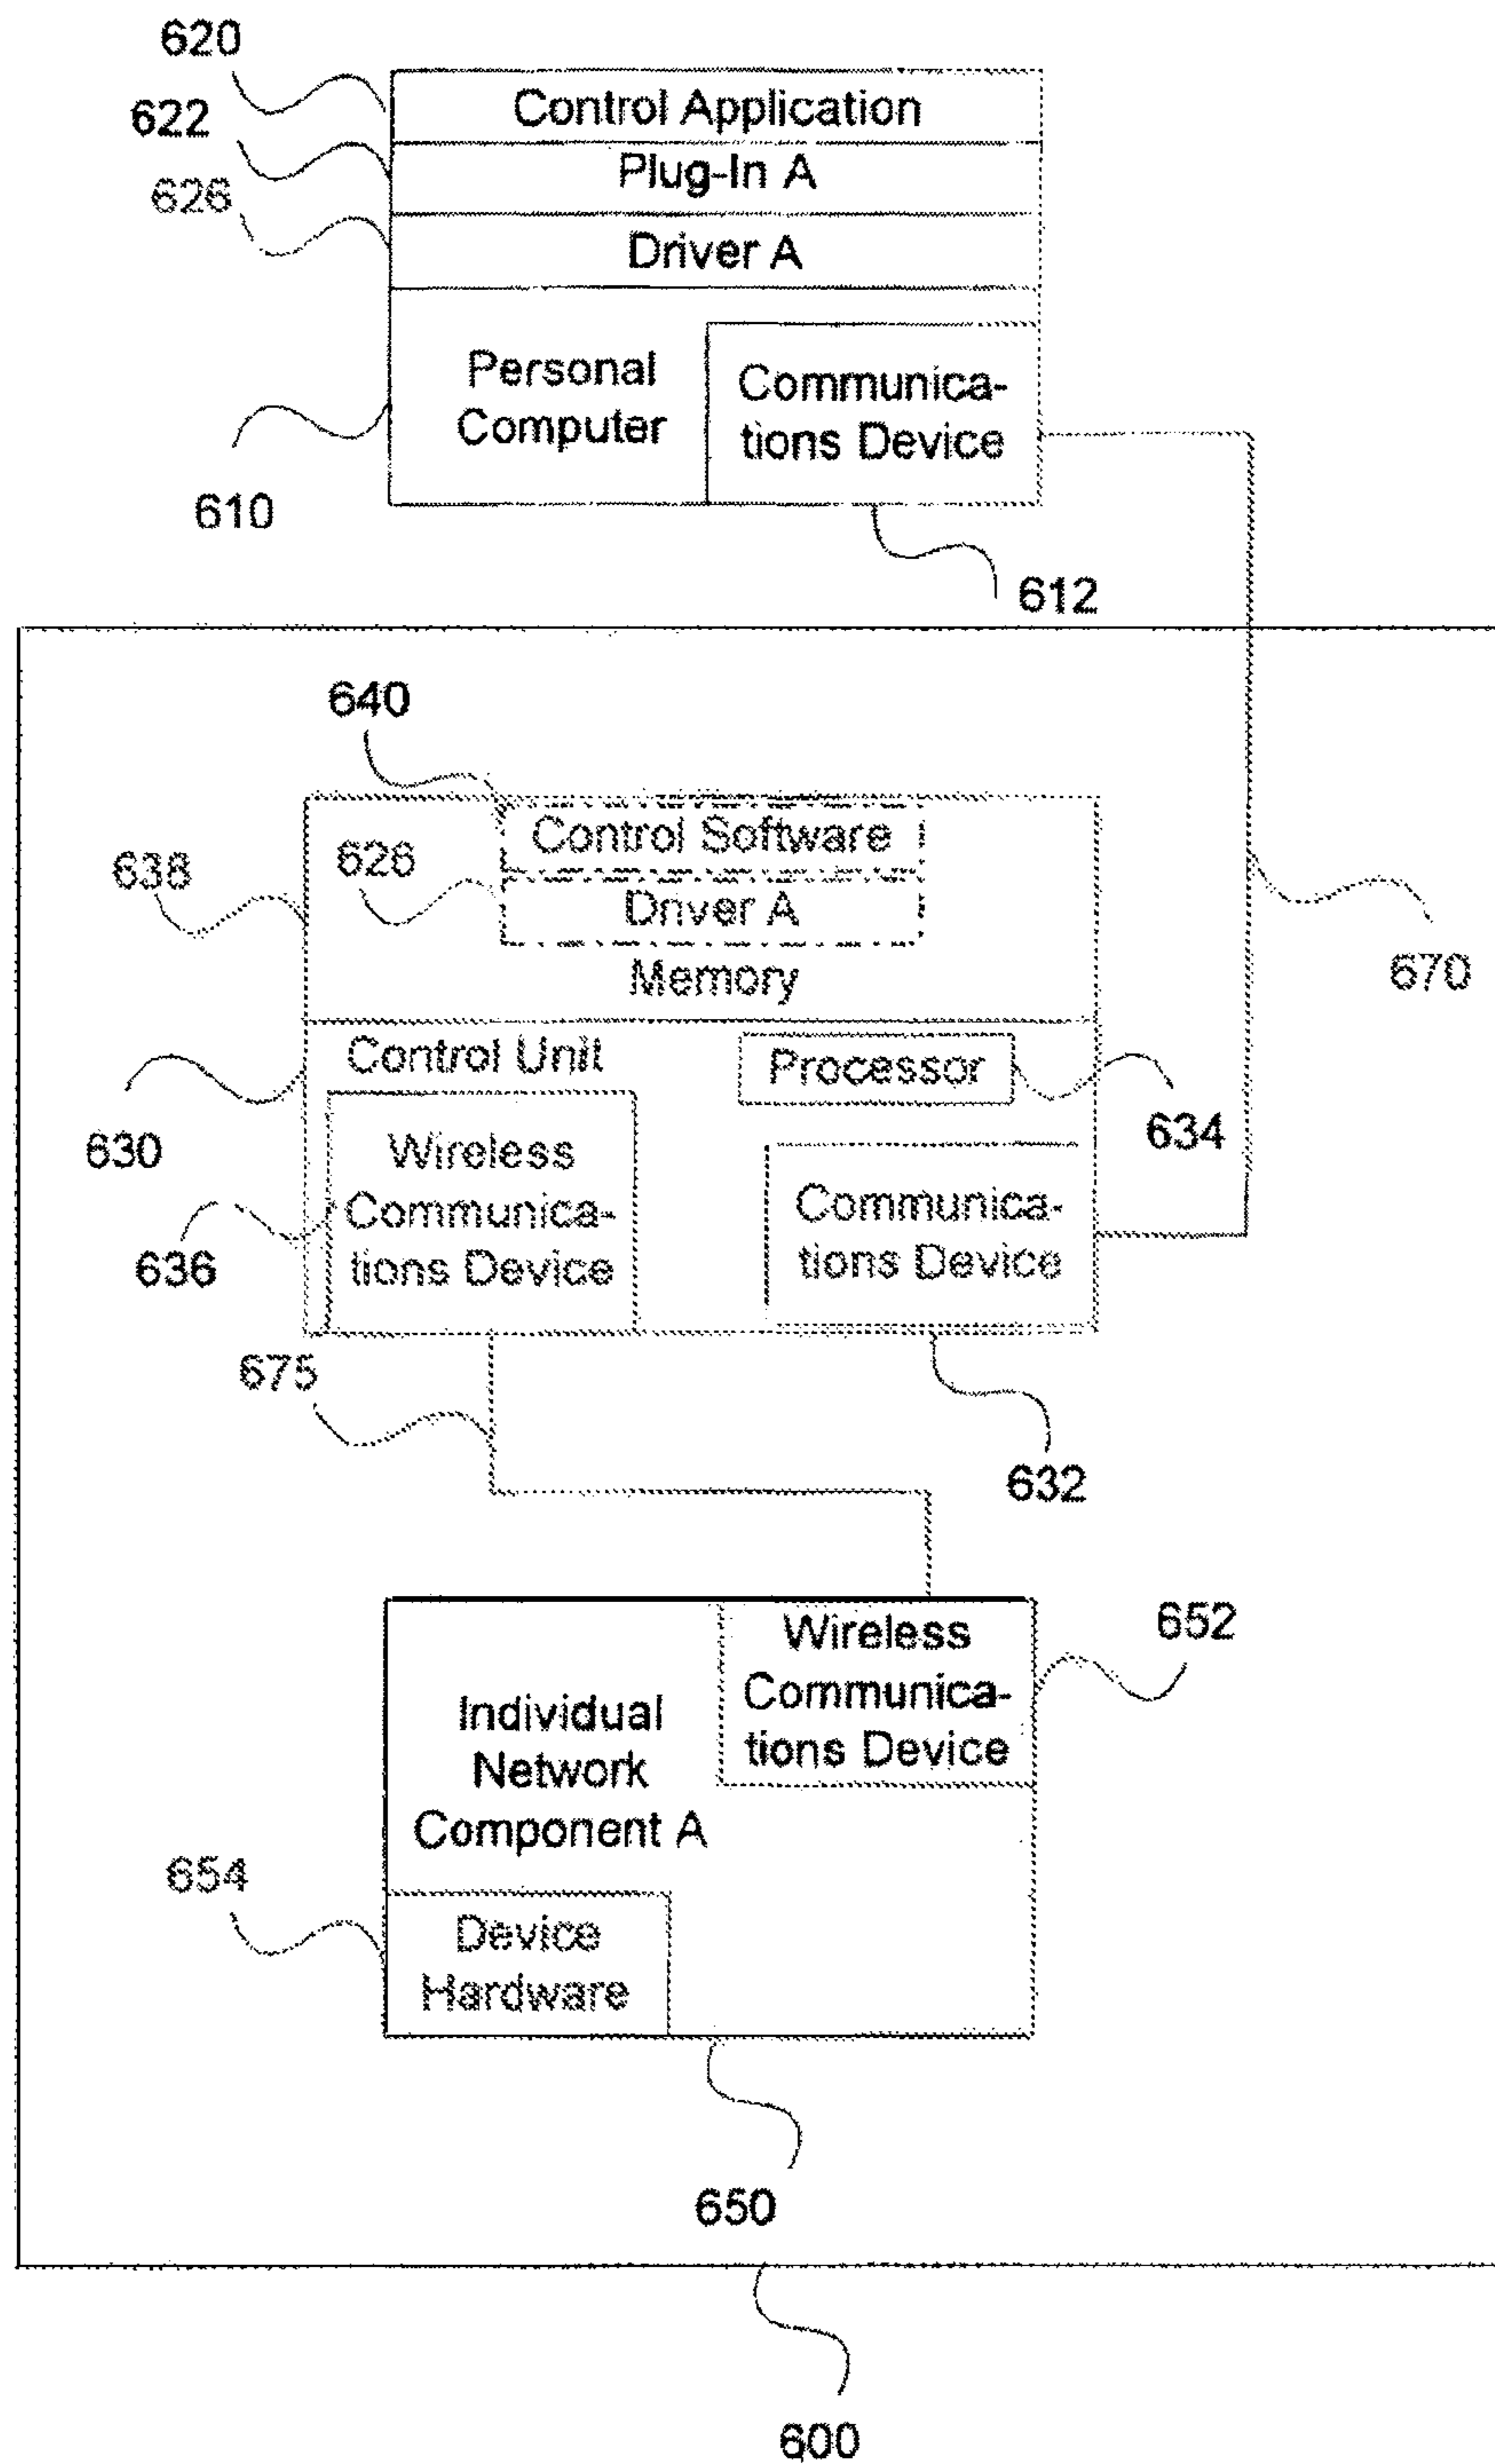 620
Control Application
622
Plug-In A
626
Driver A
Personal
Computer
Communica-
tions Device
610
612
640
Control Software
638
626
Driver A
Memory
670
Control Unit
Processor
630
634
Wireless
Communica-
tions Device
Communica-
tions Device
636
675
632
Wireless
Communica-
tions Device
652
Individual
Network
Component A
654
Device
Hardware
650
600